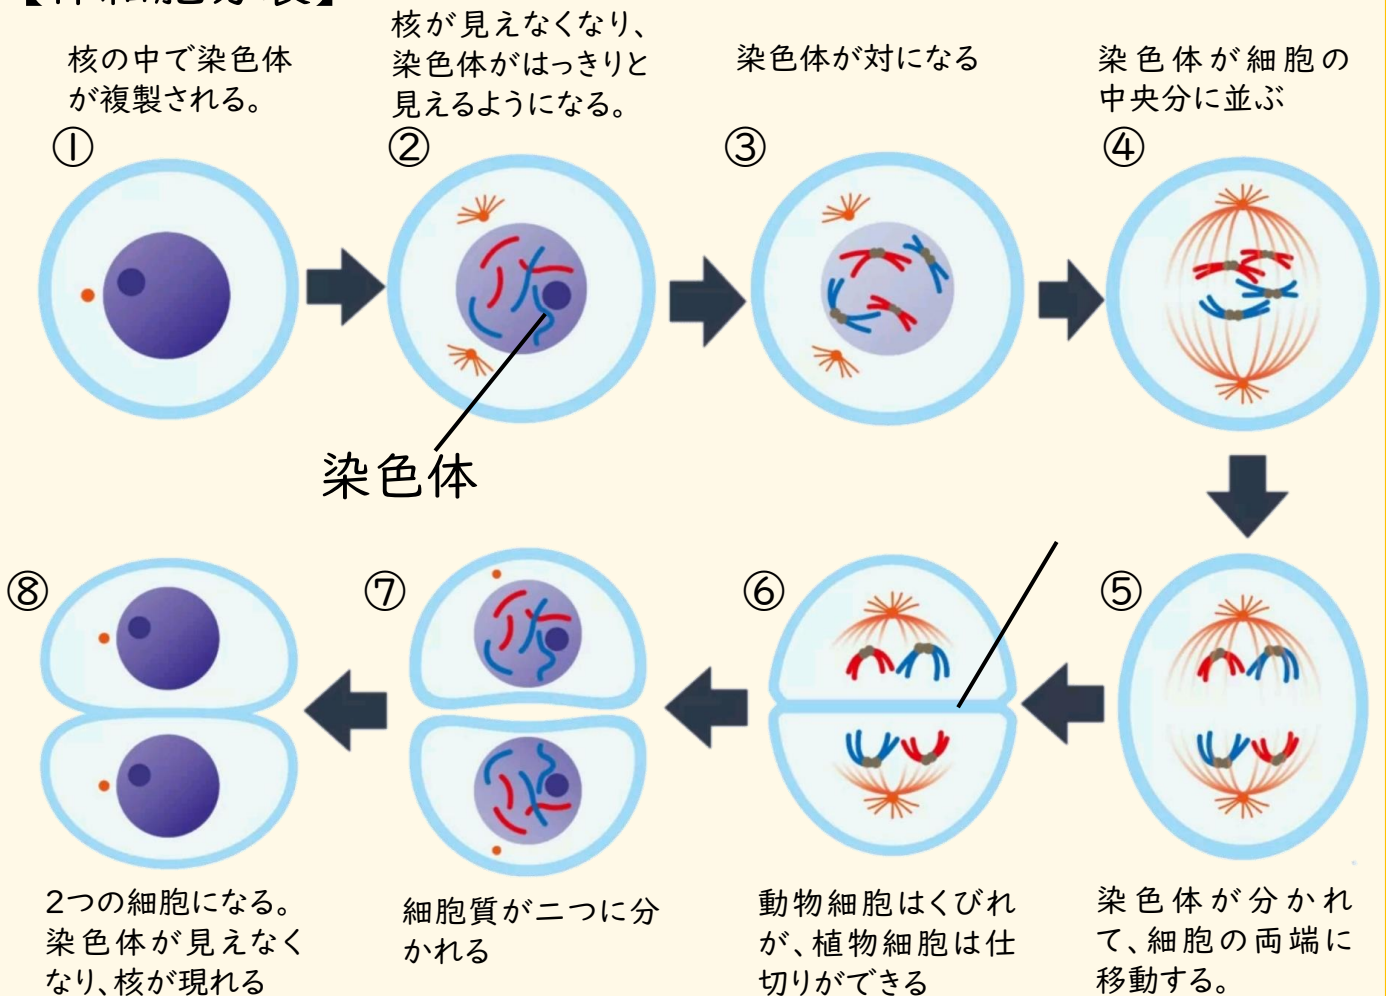 【体細胞分裂】
核の中で染色体
が複製される。
①
核が見えなくなり、
染色体がはっきりと
見えるようになる。
②
染色体が対になる
③
染色体が細胞の
中央分に並ぶ
④
染色体
⑧
⑦
⑥
⑤
2つの細胞になる。
染色体が見えなく
なり、核が現れる
細胞質が二つに分
かれる
動物細胞はくびれ
が、植物細胞は仕
切りができる
染色体が分かれ
て、細胞の両端に
移動する。